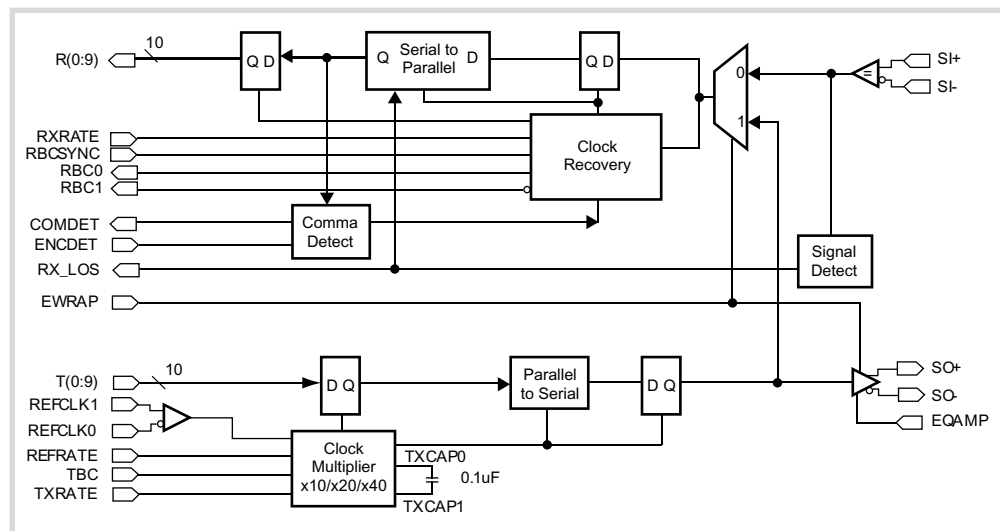 R(0:9)
10
Q D
Q
Serial to
Parallel
D
Q D
0
1
=
SI+
SI-
RXRATE
RBCSYNC
RBC0
RBC1
Clock
Recovery
COMDET
ENCDET
Comma
Detect
RX_LOS
Signal
Detect
EWRAP
T(0:9)
10
D Q
Parallel
to Serial
D Q
SO+
SO-
EQAMP
REFCLK1
REFCLK0
REFRATE
TBC
TXRATE
Clock
Multiplier
x10/x20/x40
TXCAP0
0.1uF
TXCAP1